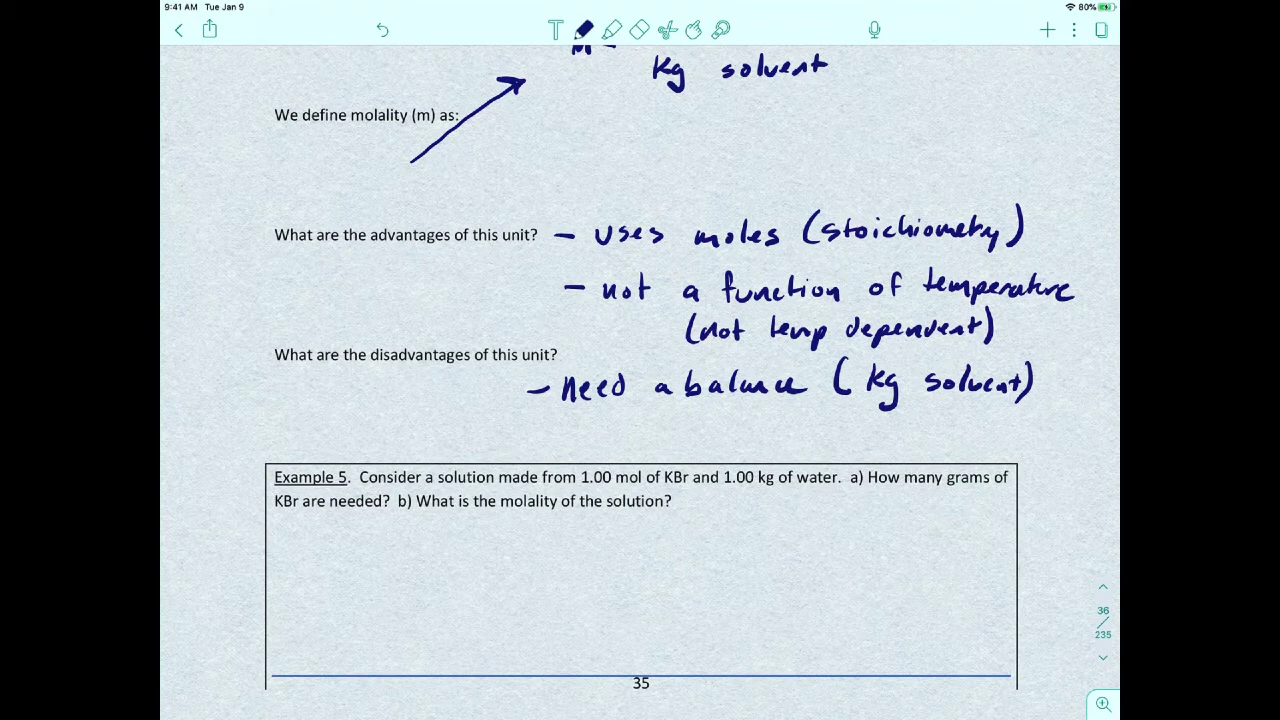 9:41 AM Tue Jan 9
80%
kg solvent
We define molality (m) as:
What are the advantages of this unit? – uses moles (stoichiometry)
– not a function of temperature
(not temp dependent)
What are the disadvantages of this unit?
– need a balance (kg solvent)
Example 5. Consider a solution made from 1.00 mol of KBr and 1.00 kg of water. a) How many grams of
KBr are needed? b) What is the molality of the solution?
36
/
235
35